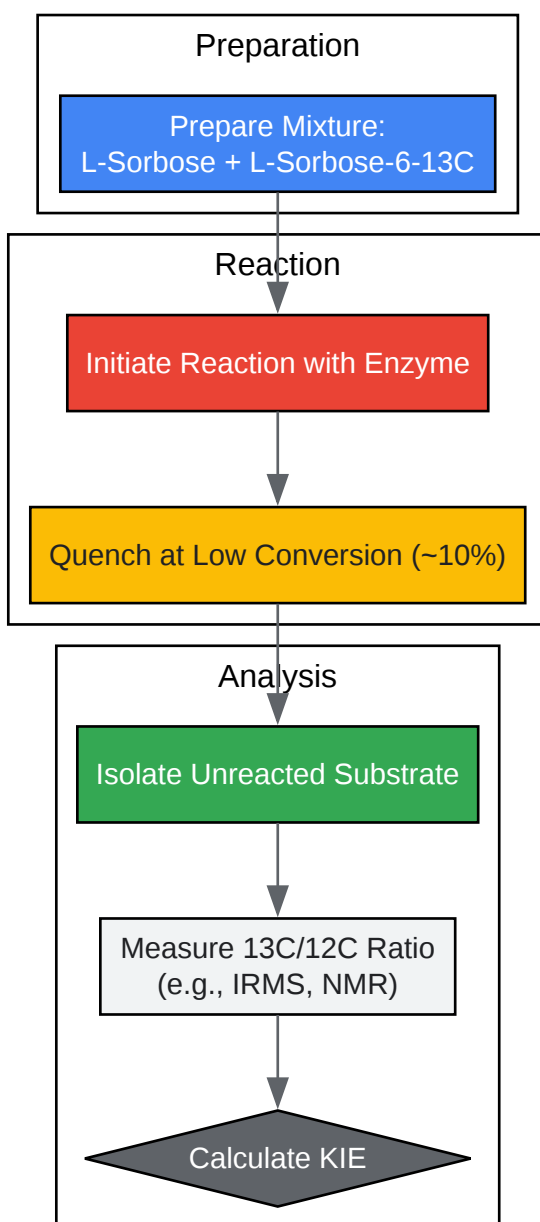 Preparation
Prepare Mixture:
L-Sorbose + L-Sorbose-6-13C
Reaction
Initiate Reaction with Enzyme
Quench at Low Conversion (~10%)
Analysis
Isolate Unreacted Substrate
Measure 13C/12C Ratio
(e.g., IRMS, NMR)
Calculate KIE